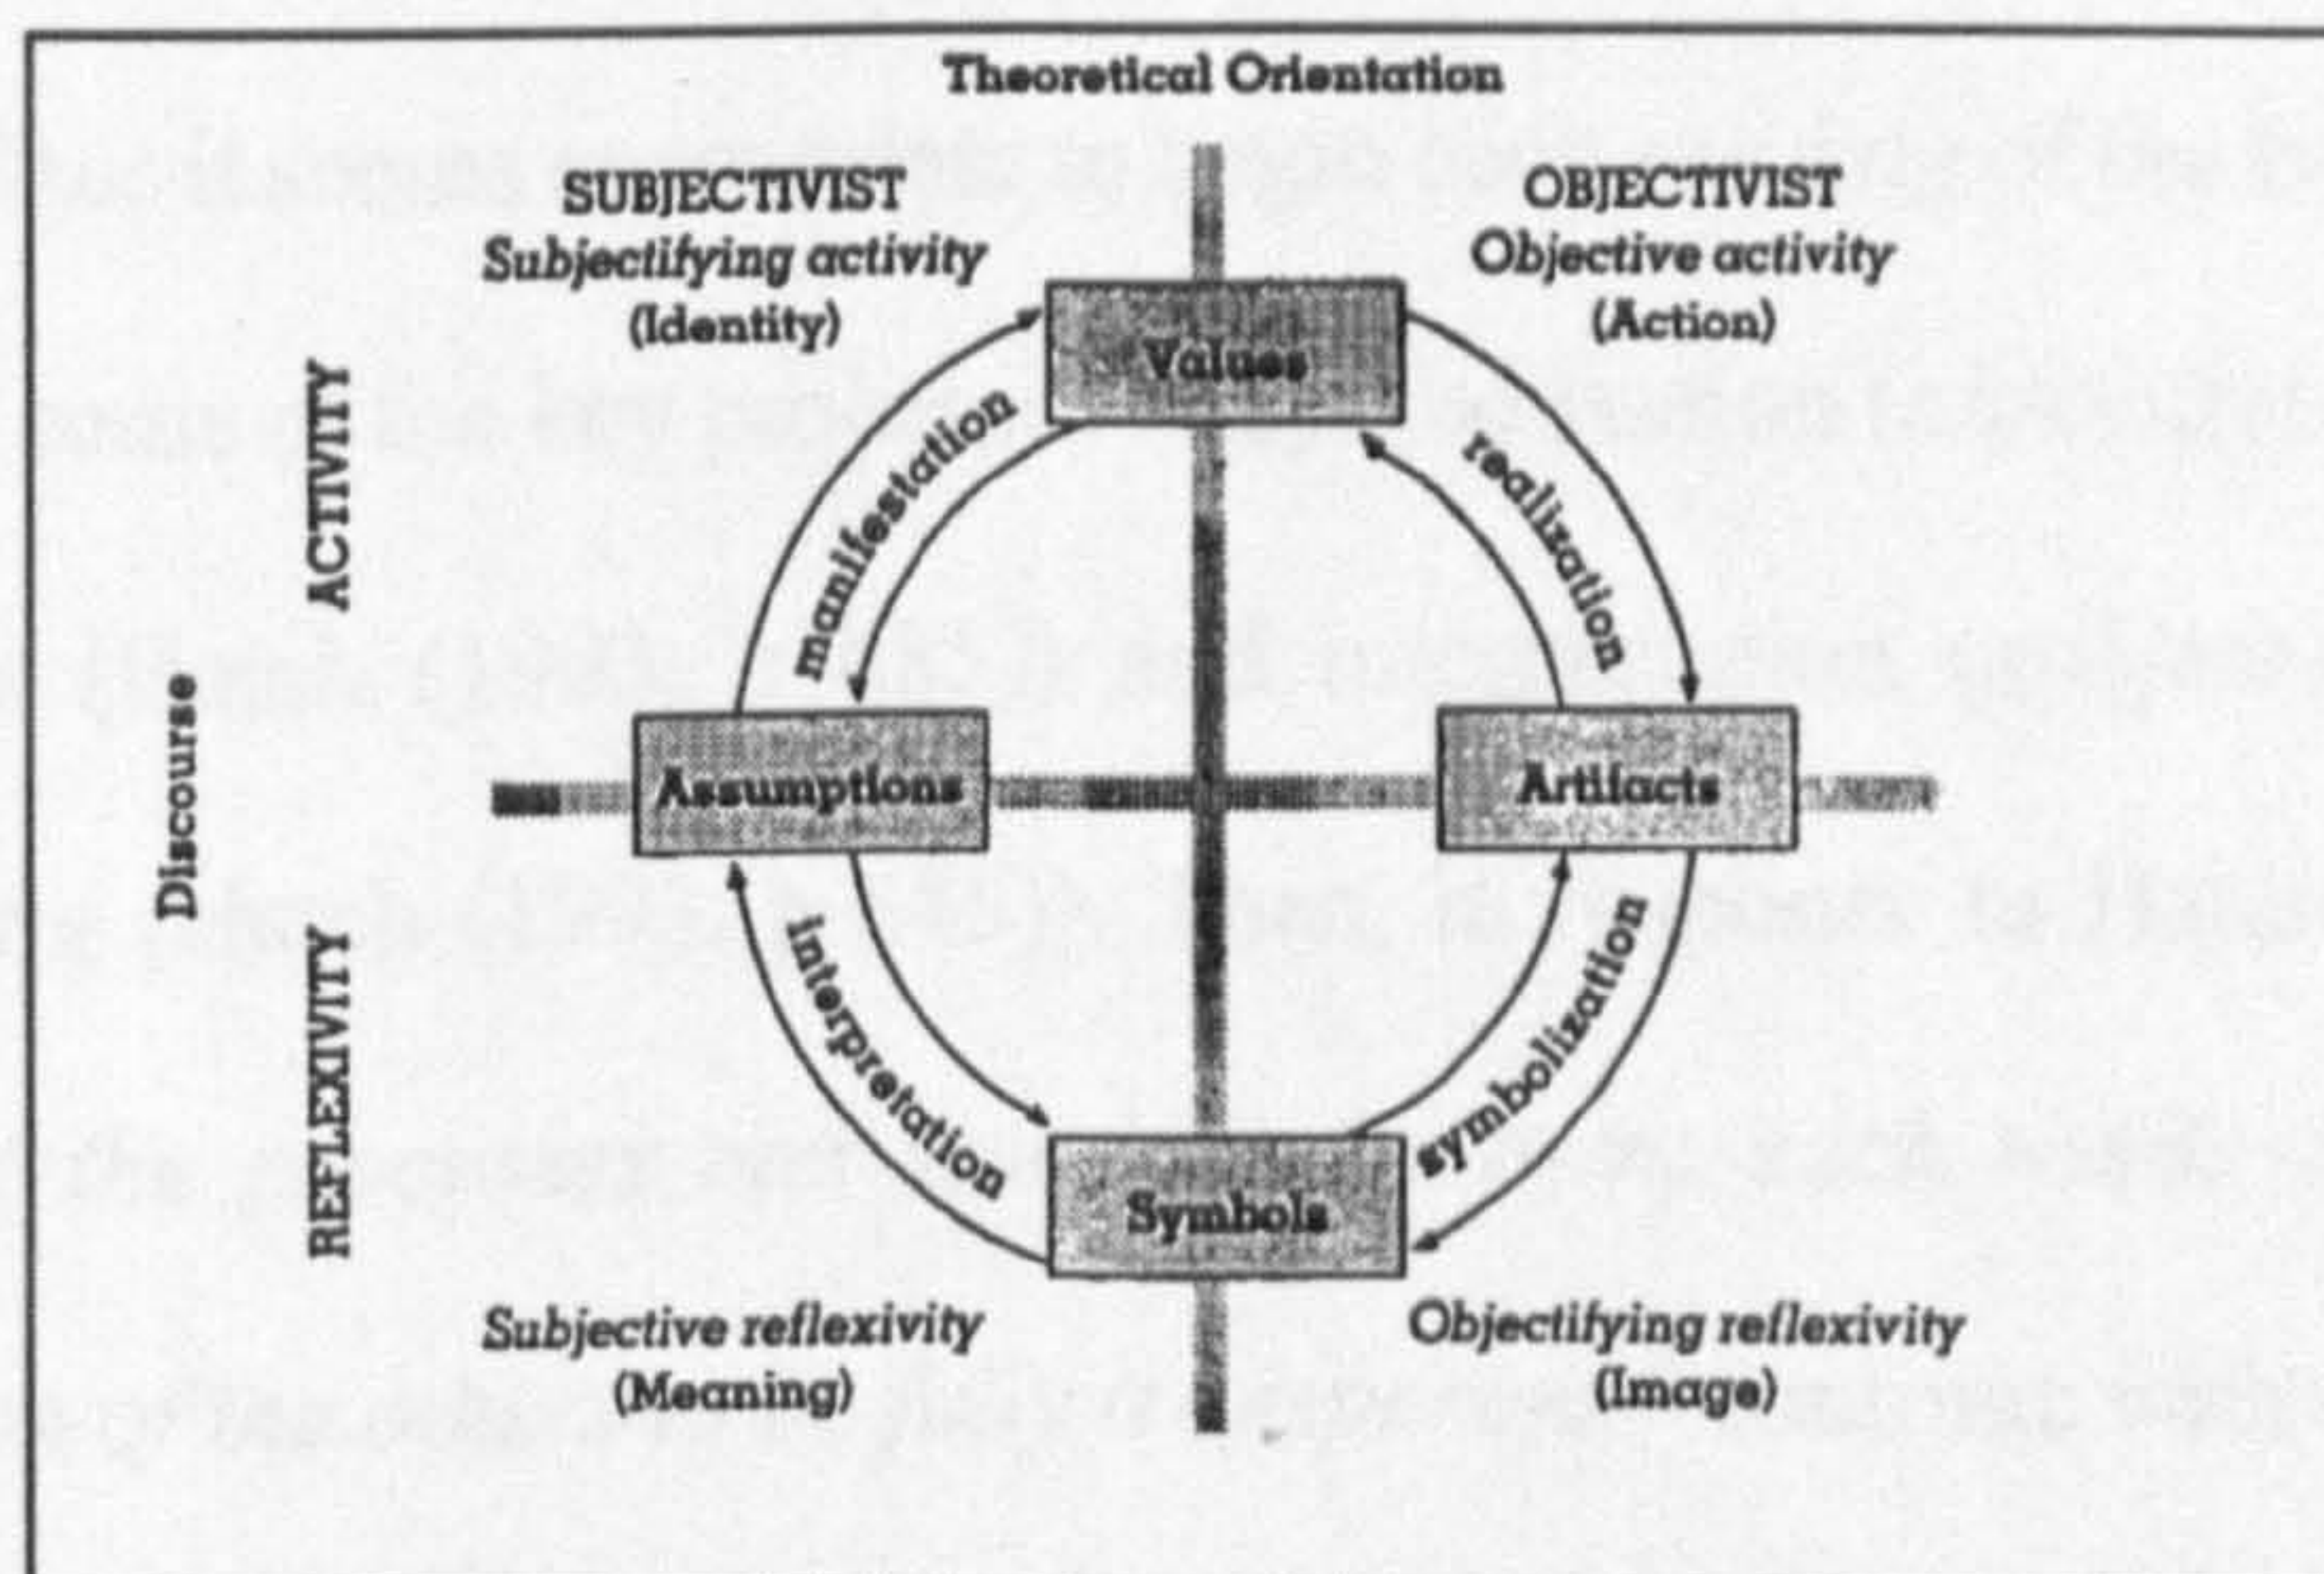 Theoretical Orientation
SUBJECTIVIST
Subjectifying activity
(Identity)
OBJECTIVIST
Objective activity
(Action)
Values
manifestation
realization
ACTIVITY
Discourse
Assumptions
Artifacts
REFLEXIVITY
interpretation
symbolization
Symbols
Subjective reflexivity
(Meaning)
Objectifying reflexivity
(Image)